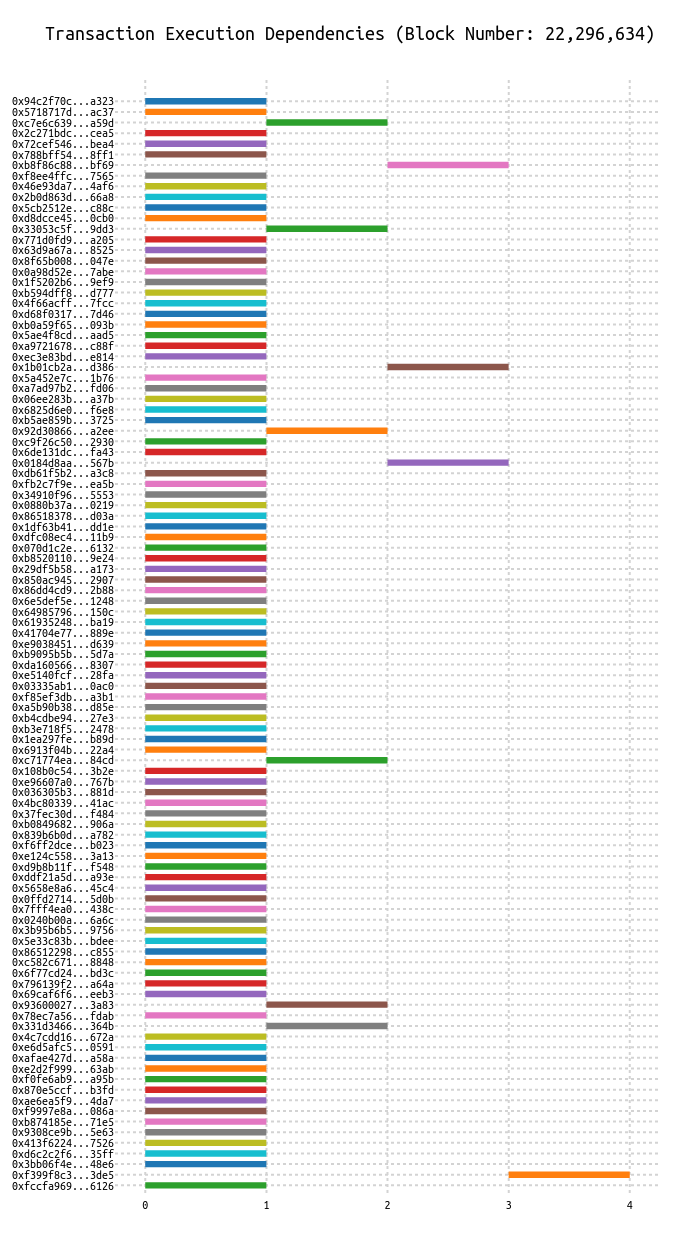 Transaction Execution Dependencies (Block Number: 22,296,634)
0x94c2f70c...a323
0x5718717d...ac37
0xc7e6c639...a59d
0x2c271bdc...cea5
0x72cef546...bea4
0x788bff54...8ff1
0xb8f86c88...bf69
0xf8ee4ffc...7565
0x46e93da7...4af6
0x2b0d863d...66a8
0x5cb2512e...c88c
0xd8dcce45...0cb0
0x33053c5f...9dd3
0x771d0fd9...a205
0x63d9a67a...8525
0x8f65b008...047e
0x0a98d52e...7abe
0x1f5202b6...9ef9
0xb594dff8...d777
0x4f66acff...7fcc
0xd68f0317...7d46
0xb0a59f65...093b
0x5ae4f8cd...aad5
0xa9721678...c88f
0xec3e83bd...e814
0x1b01cb2a...d386
0x5a452e7c...1b76
0xa7ad97b2...fd06
0x06ee283b...a37b
0x6825d6e0...f6e8
0xb5ae859b...3725
0x92d30866...a2ee
0xc9f26c50...2930
0x6de131dc...fa43
0x0184d8aa...567b
0xdb61f5b2...a3c8
0xfb2c7f9e...ea5b
0x34910f96...5553
0x0880b37a...0219
0x86518378...d03a
0x1df63b41...dd1e
0xdfc08ec4...11b9
0x070d1c2e...6132
0xb8520110...9e24
0x29df5b58...a173
0x850ac945...2907
0x86dd4cd9...2b88
0x6e5def5e...1248
0x64985796...150c
0x61935248...ba19
0x41704e77...889e
0xe9038451...d639
0xb9095b5b...5d7a
0xda160566...8307
0xe5140fcf...28fa
0x03335ab1...0ac0
0xf85ef3db...a3b1
0xa5b90b38...d85e
0xb4cdbe94...27e3
0xb3e718f5...2478
0x1ea297fe...b89d
0x6913f04b...22a4
0xc71774ea...84cd
0x108b0c54...3b2e
0xe96607a0...767b
0x036305b3...881d
0x4bc80339...41ac
0x37fec30d...f484
0xb0849682...906a
0x839b6b0d...a782
0xf6ff2dce...b023
0xe124c558...3a13
0xd9b8b11f...f548
0xddf21a5d...a93e
0x5658e8a6...45c4
0x0ffd2714...5d0b
0x7fff4ea0...438c
0x0240b00a...6a6c
0x3b95b6b5...9756
0x5e33c83b...bdee
0x86512298...c855
0xc582c671...8848
0x6f77cd24...bd3c
0x796139f2...a64a
0x69caf6f6...eeb3
0x93600027...3a83
0x78ec7a56...fdab
0x331d3466...364b
0x4c7cdd16...672a
0xe6d5afc5...0591
0xafae427d...a58a
0xe2d2f999...63ab
0xf0fe6ab9...a95b
0x870e5ccf...b3fd
0xae6ea5f9...4da7
0xf9997e8a...086a
0xb874185e...71e5
0x9308ce9b...5e63
0x413f6224...7526
0xd6c2c2f6...35ff
0x3bb06f4e...48e6
0xf399f8c3...3de5
0xfccfa969...6126
0 1 2 3 4